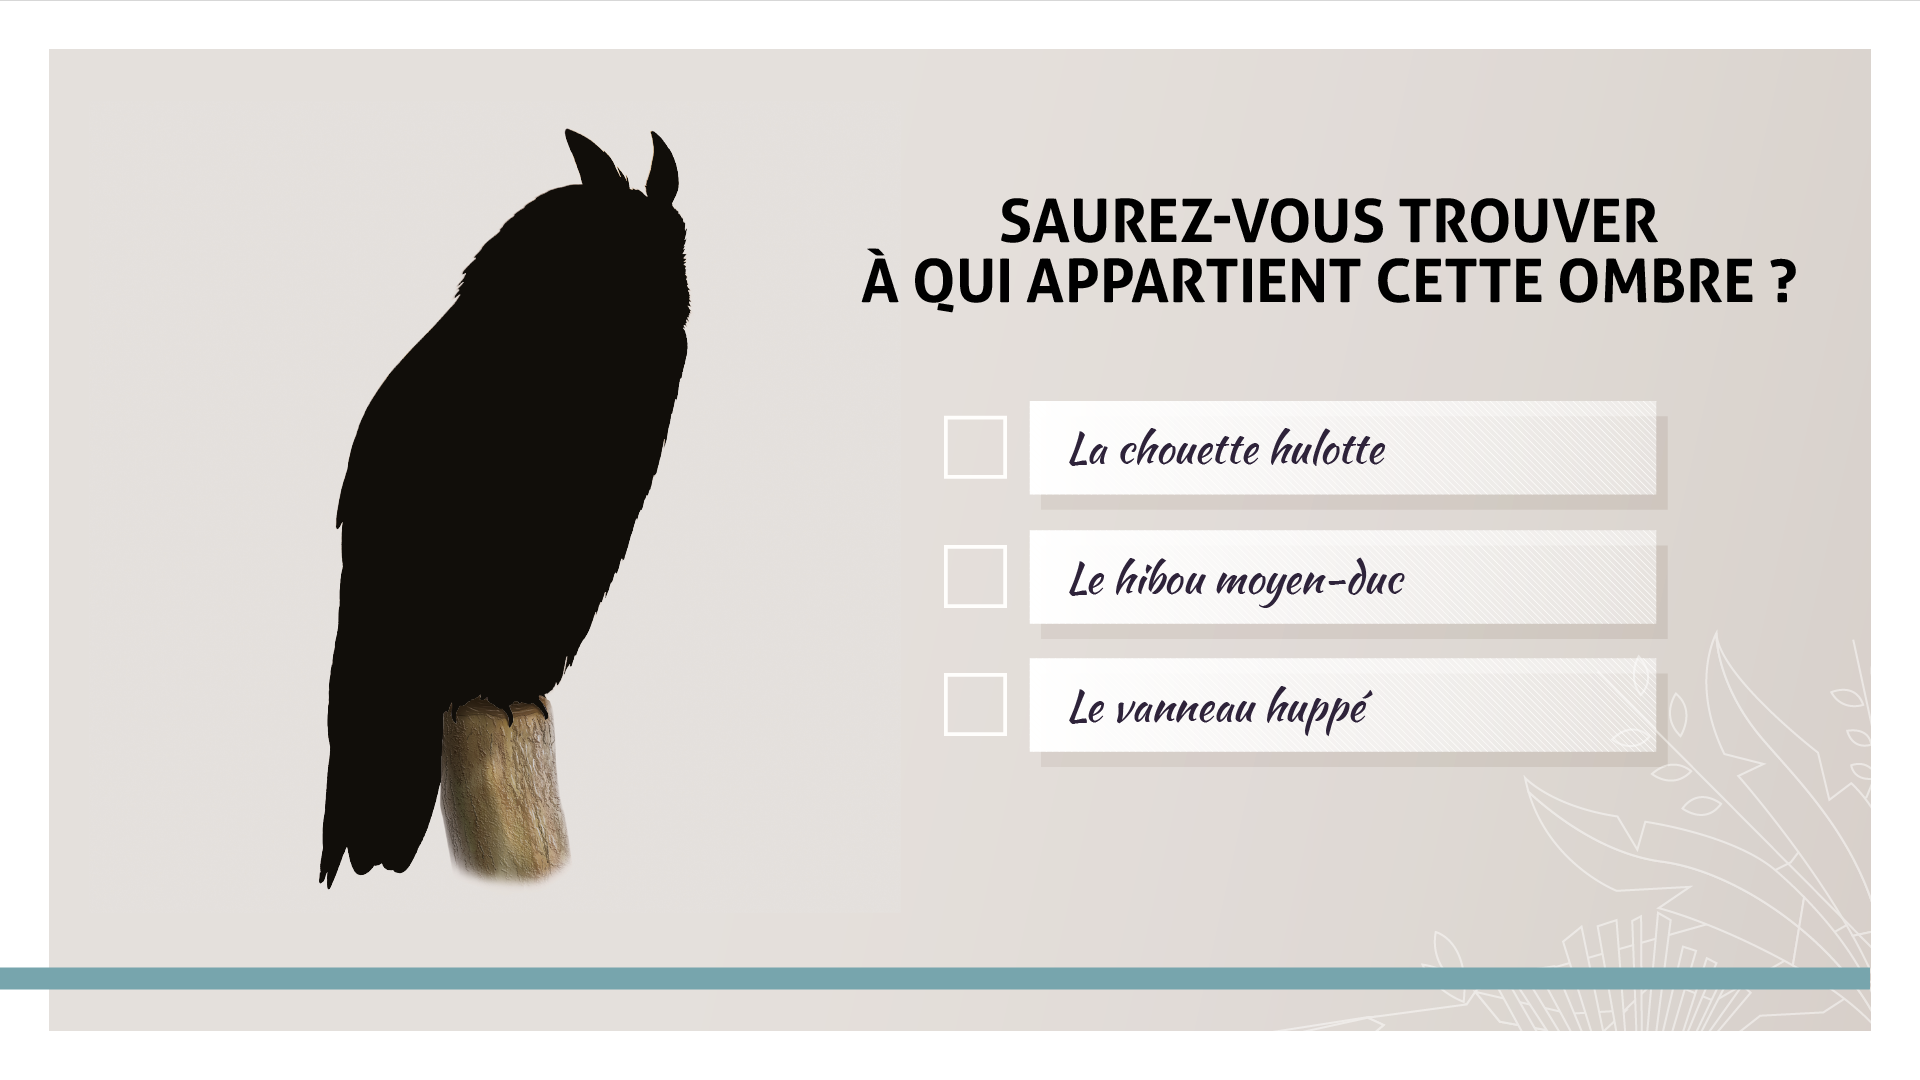 SAUREZ-VOUS TROUVER
À QUI APPARTIENT CETTE OMBRE ?
La chouette hulotte
Le hibou moyen-duc
Le vanneau huppé